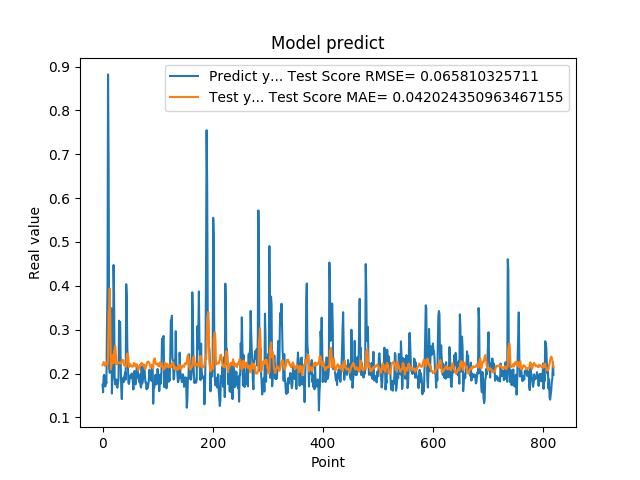 Model predict
Predict y... Test Score RMSE= 0.065810325711
Test y... Test Score MAE= 0.042024350963467155
0.9
0.8
0.7
0.6
0.5
0.4
0.3
0.2
0.1
Real value
0 200 400 600 800
Point